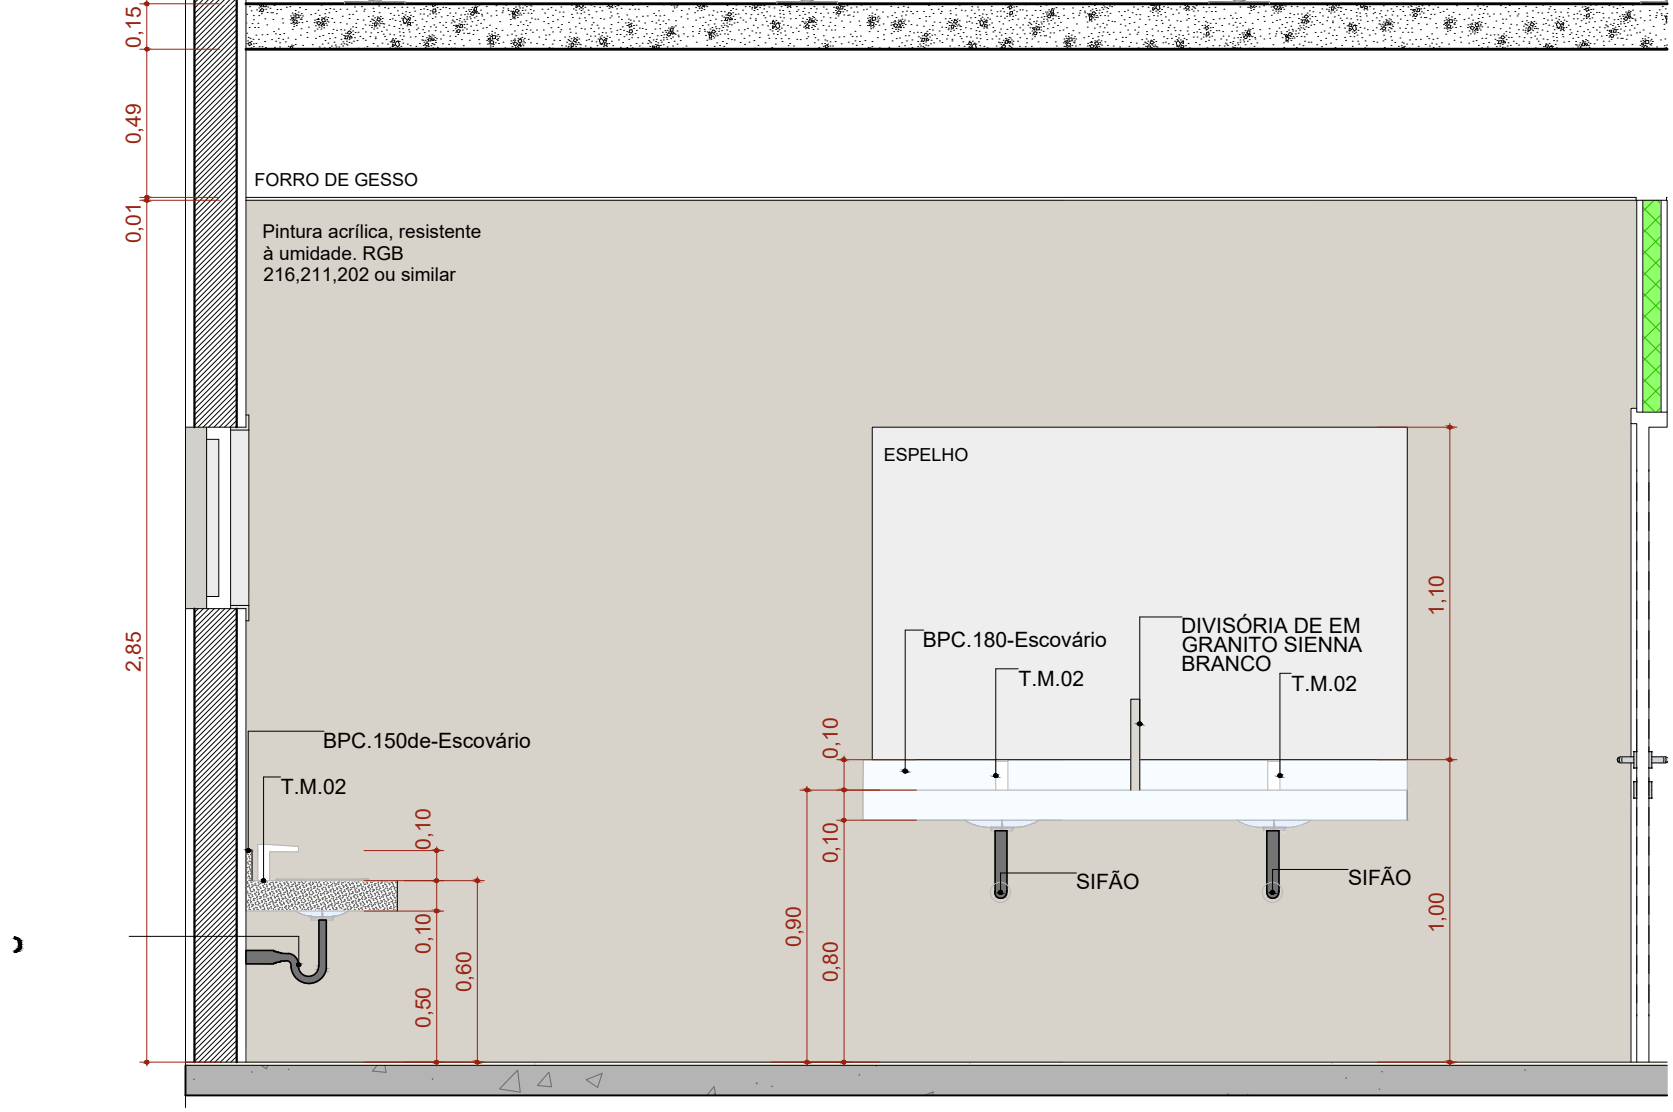 0,15
0,49
FORRO DE GESSO
0,01
Pintura acrílica, resistente
à umidade. RGB
216,211,202 ou similar
ESPELHO
1,10
2,85
BPC.180-Escovário
DIVISÓRIA DE EM
GRANITO SIENNA
BRANCO
T.M.02
T.M.02
0,10
BPC.150de-Escovário
T.M.02
0,10
0,10
SIFÃO
SIFÃO
0,90
1,00
0,10
0,80
0,60
0,50